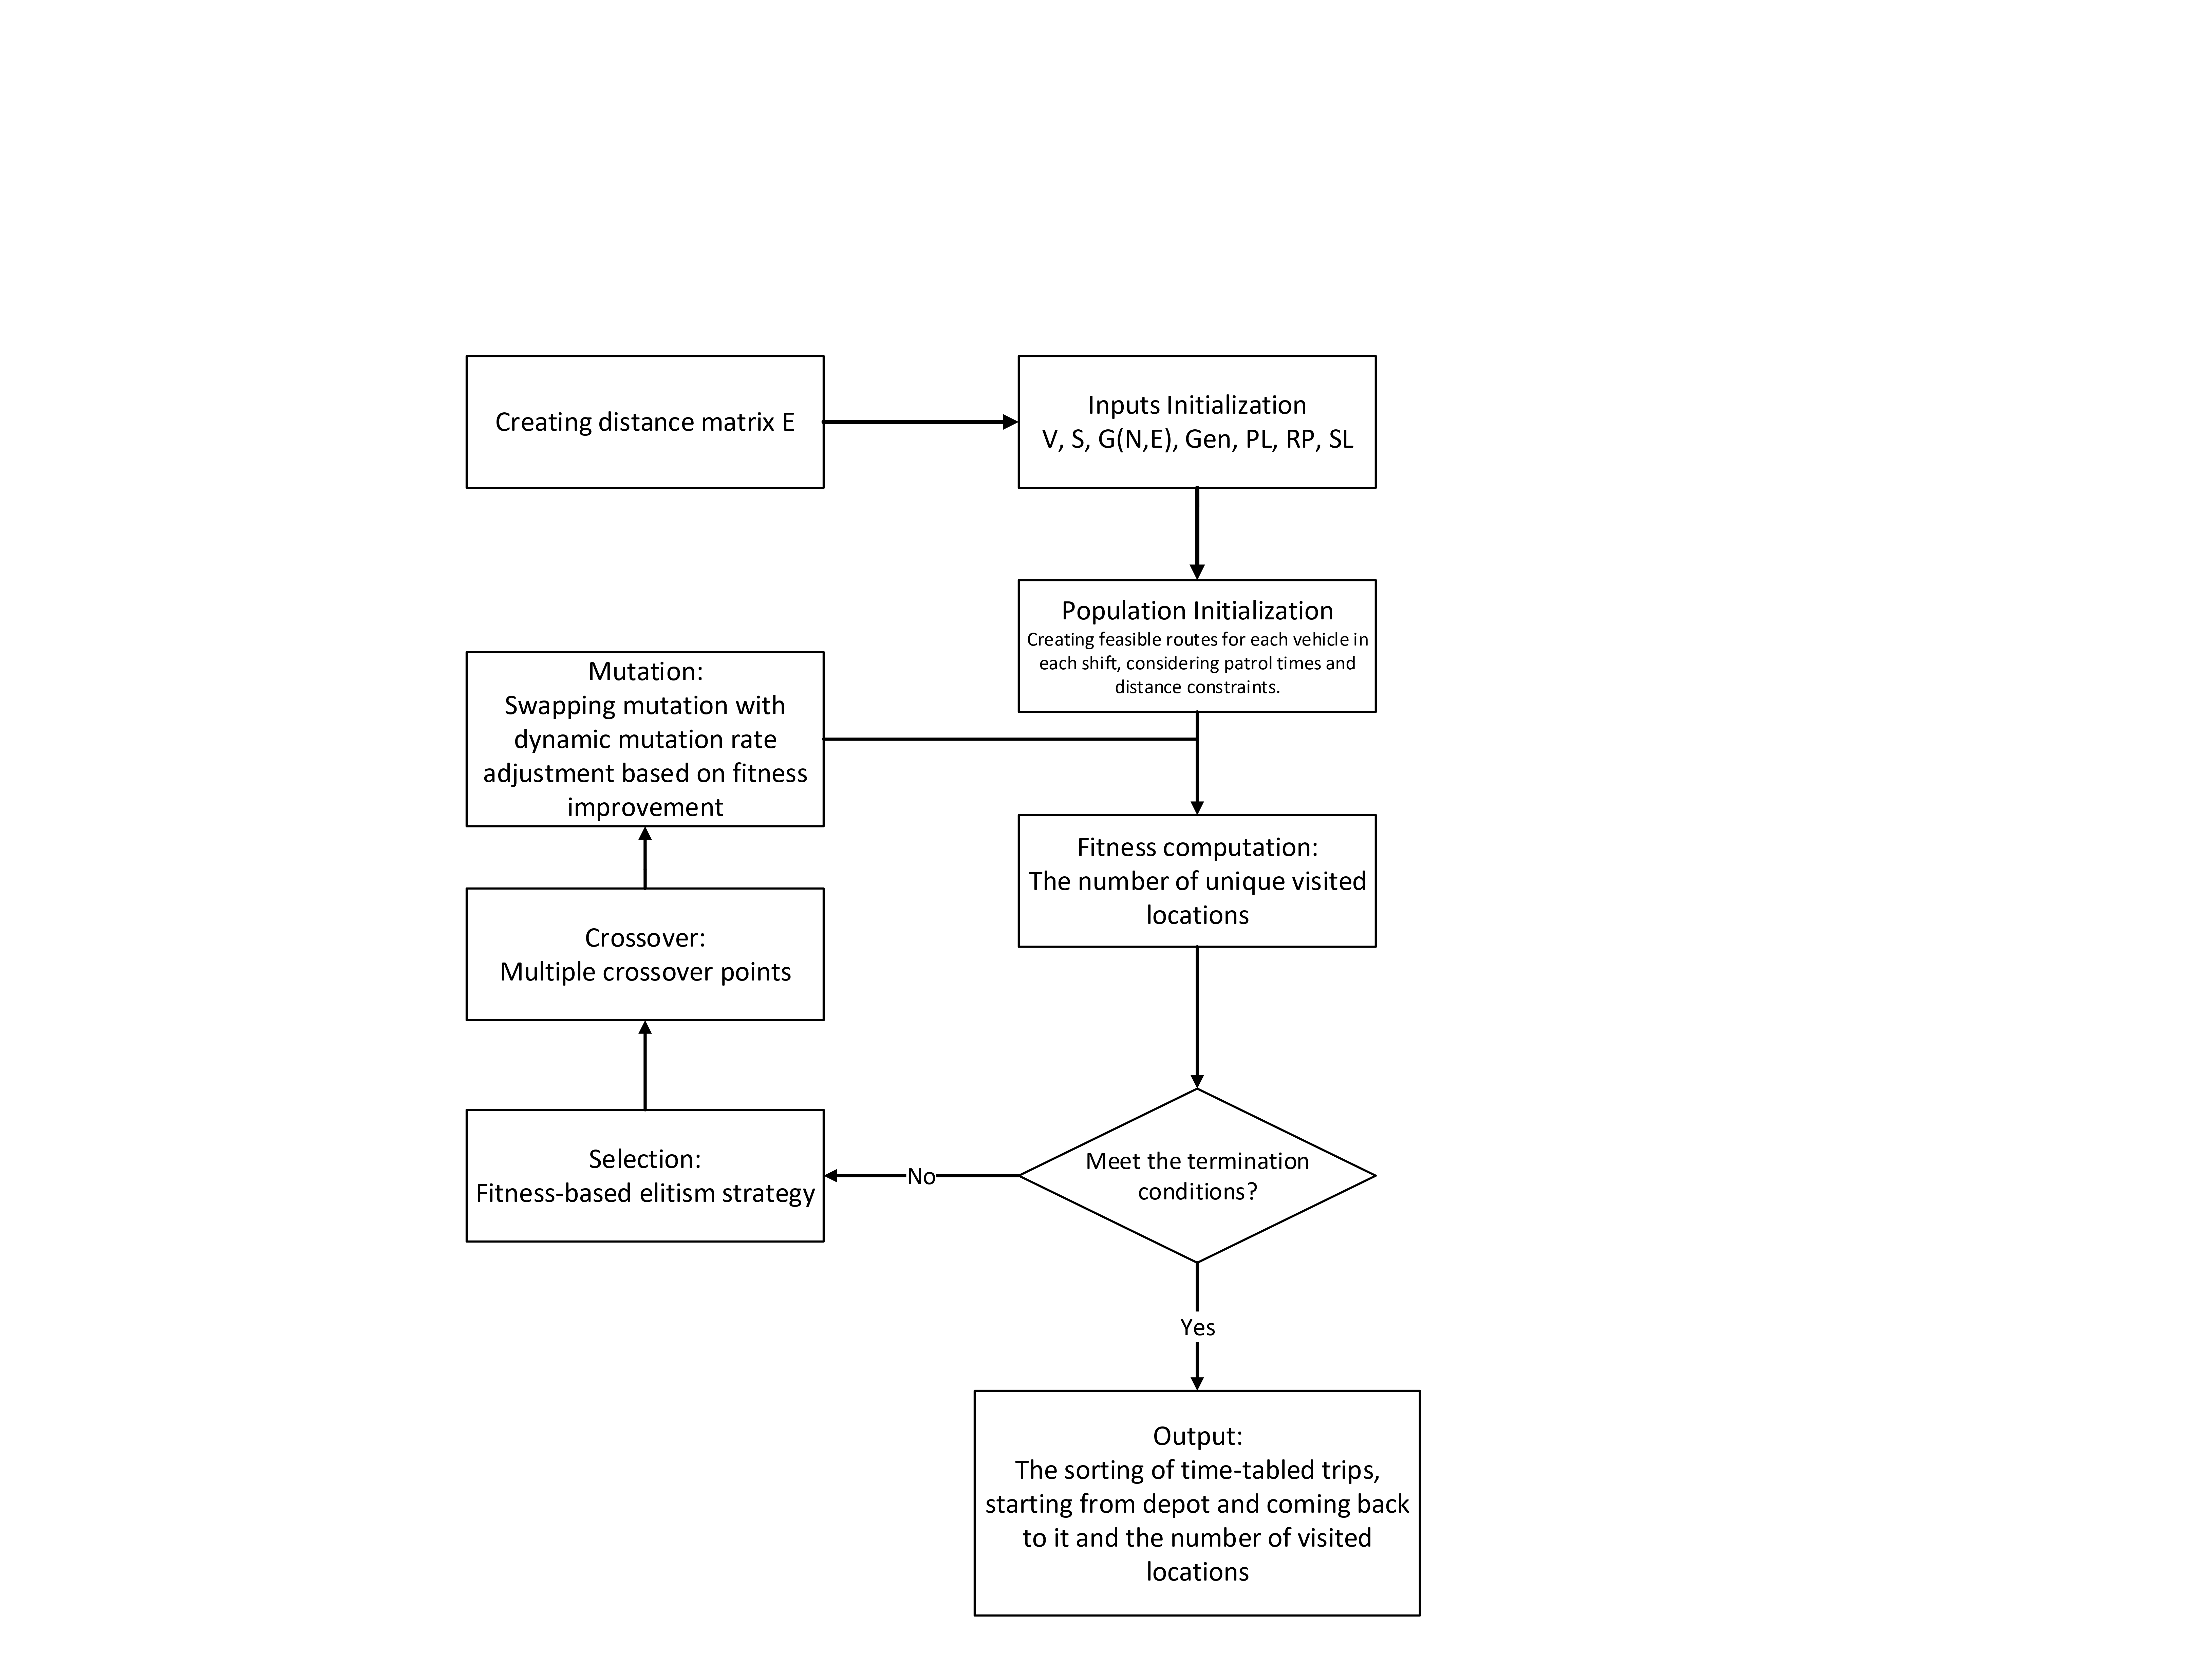 Creating distance matrix E
Inputs Initialization
V, S, G(N,E), Gen, PL, RP, SL
Population Initialization
Creating feasible routes for each vehicle in
each shift, considering patrol times and
distance constraints.
Mutation:
Swapping mutation with
dynamic mutation rate
adjustment based on fitness
improvement
Fitness computation:
The number of unique visited
locations
Crossover:
Multiple crossover points
Selection:
Fitness-based elitism strategy
No
Meet the termination
conditions?
Yes
Output:
The sorting of time-tabled trips,
starting from depot and coming back
to it and the number of visited
locations